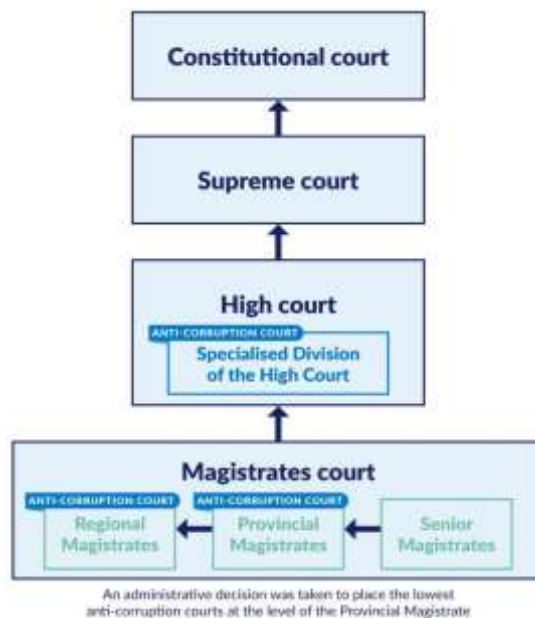 Constitutional court
Supreme court
High court
ANTI-CORRUPTION COURT
Specialised Division
of the High Court
Magistrates court
ANTI-CORRUPTION COURT
Regional
Magistrates
ANTI-CORRUPTION COURT
Provincial
Magistrates
Senior
Magistrates
An administrative decision was taken to place the lowest
anti-corruption courts at the level of the Provincial Magistrate